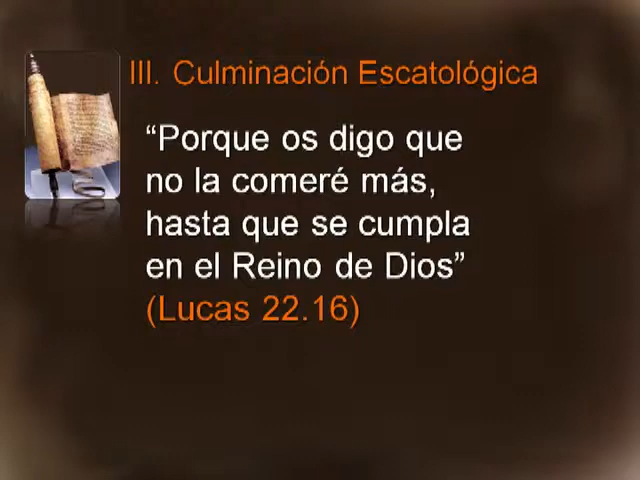 III. Culminación Escatológica
“Porque os digo que
no la comeré más,
hasta que se cumpla
en el Reino de Dios”
(Lucas 22.16)